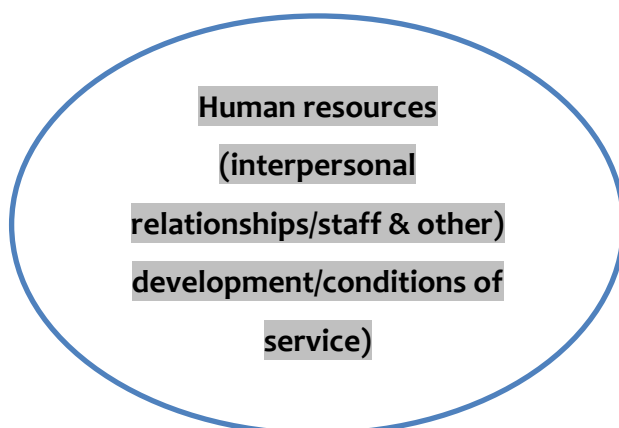 Human resources
(interpersonal
relationships/staff & other)
development/conditions of
service)